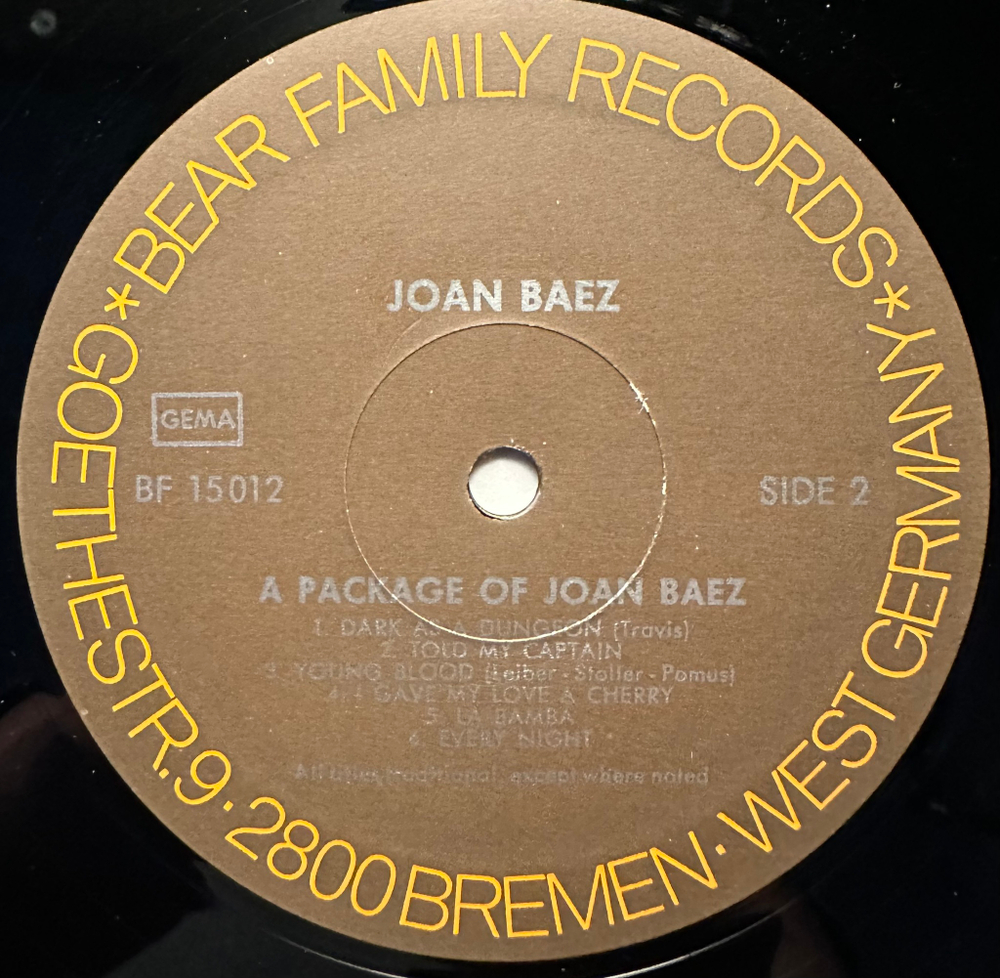 *BEAR FAMILY RECORDS*
JOAN BAEZ
GEMA
BF 15012
SIDE 2
A PACKAGE OF JOAN BAEZ
1. DARK AS A DUNGEON (Travis)
2. TOLD MY CAPTAIN
3. YOUNG BLOOD (Leiber - Stoller - Pomus)
4. I GAVE MY LOVE A CHERRY
5. LA BAMBA
6. EVERY NIGHT
All titles traditional, except where noted
GOETHESTR.9·2800 BREMEN·WEST GERMANY